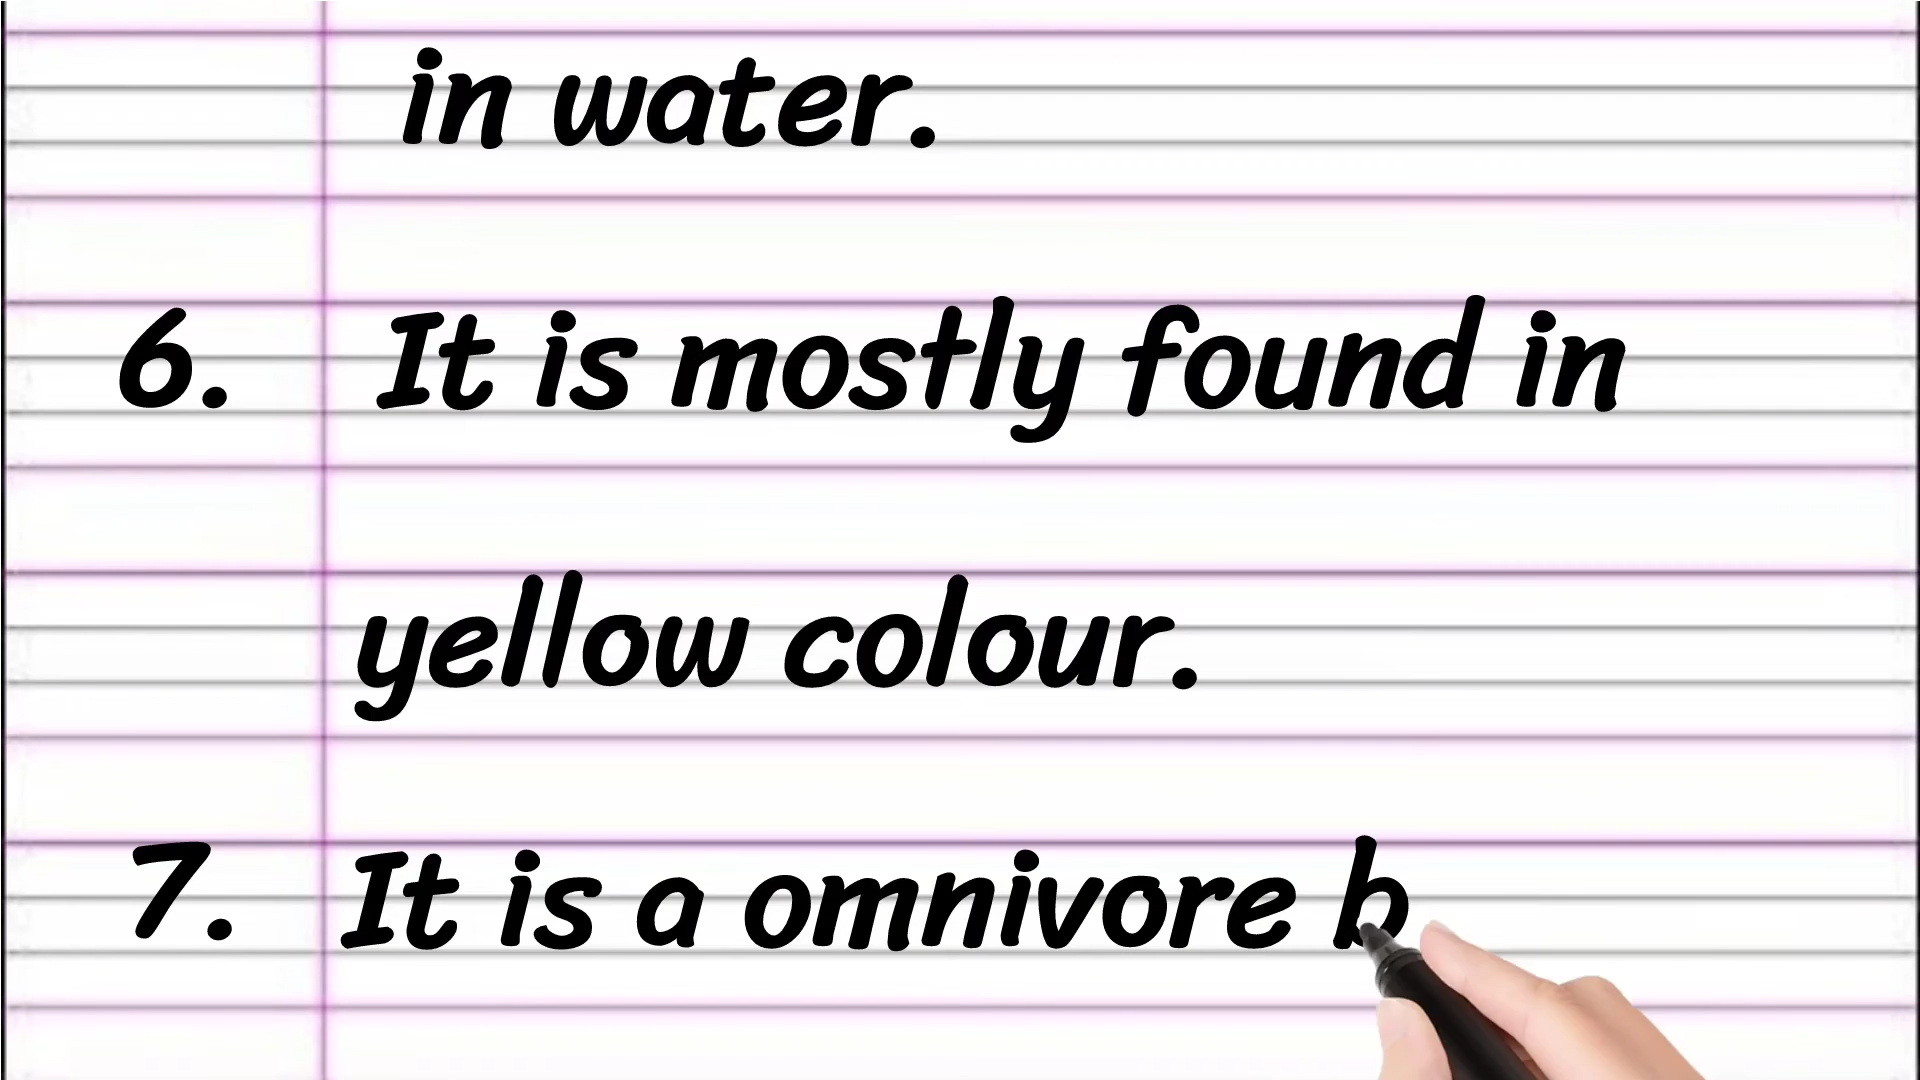 in water.
6. It is mostly found in
yellow colour.
7. It is a omnivore b